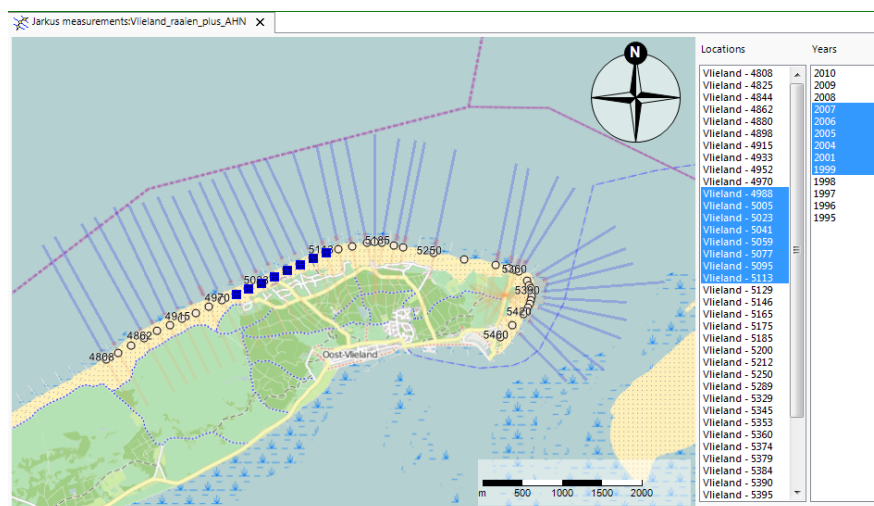 Jarkus measurements:Vlieland_raaien_plus_AHN
Locations
Years
N
Vlieland - 4808
Vlieland - 4825
Vlieland - 4844
Vlieland - 4862
Vlieland - 4880
Vlieland - 4898
Vlieland - 4915
Vlieland - 4933
Vlieland - 4952
Vlieland - 4970
Vlieland - 4988
Vlieland - 5005
Vlieland - 5023
Vlieland - 5041
Vlieland - 5059
Vlieland - 5077
Vlieland - 5095
Vlieland - 5113
Vlieland - 5129
Vlieland - 5146
Vlieland - 5165
Vlieland - 5175
Vlieland - 5185
Vlieland - 5200
Vlieland - 5212
Vlieland - 5250
Vlieland - 5289
Vlieland - 5329
Vlieland - 5345
Vlieland - 5353
Vlieland - 5360
Vlieland - 5374
Vlieland - 5379
Vlieland - 5384
Vlieland - 5390
Vlieland - 5395
2010
2009
2008
2007
2006
2005
2004
2001
1999
1998
1997
1996
1995
5185
5250
5360
5390
5420
5460
4970
4915
4862
4808
Oost-Vlieland
m 500 1000 1500 2000